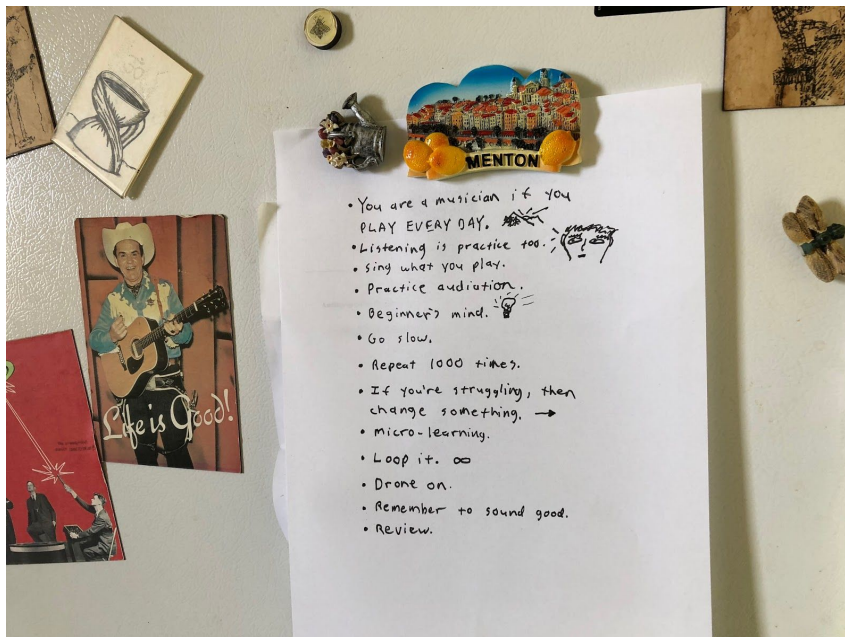 MENTON
• You are a musician if you
PLAY EVERY DAY.
• Listening is practice too.
• Sing what you play.
• Practice audiation.
• Beginner's mind.
• Go slow.
• Repeat 1000 times.
• If you're struggling, then
change something. →
• Micro-learning.
• Loop it. ∞
• Drone on.
• Remember to sound good.
• Review.
Life is Good!